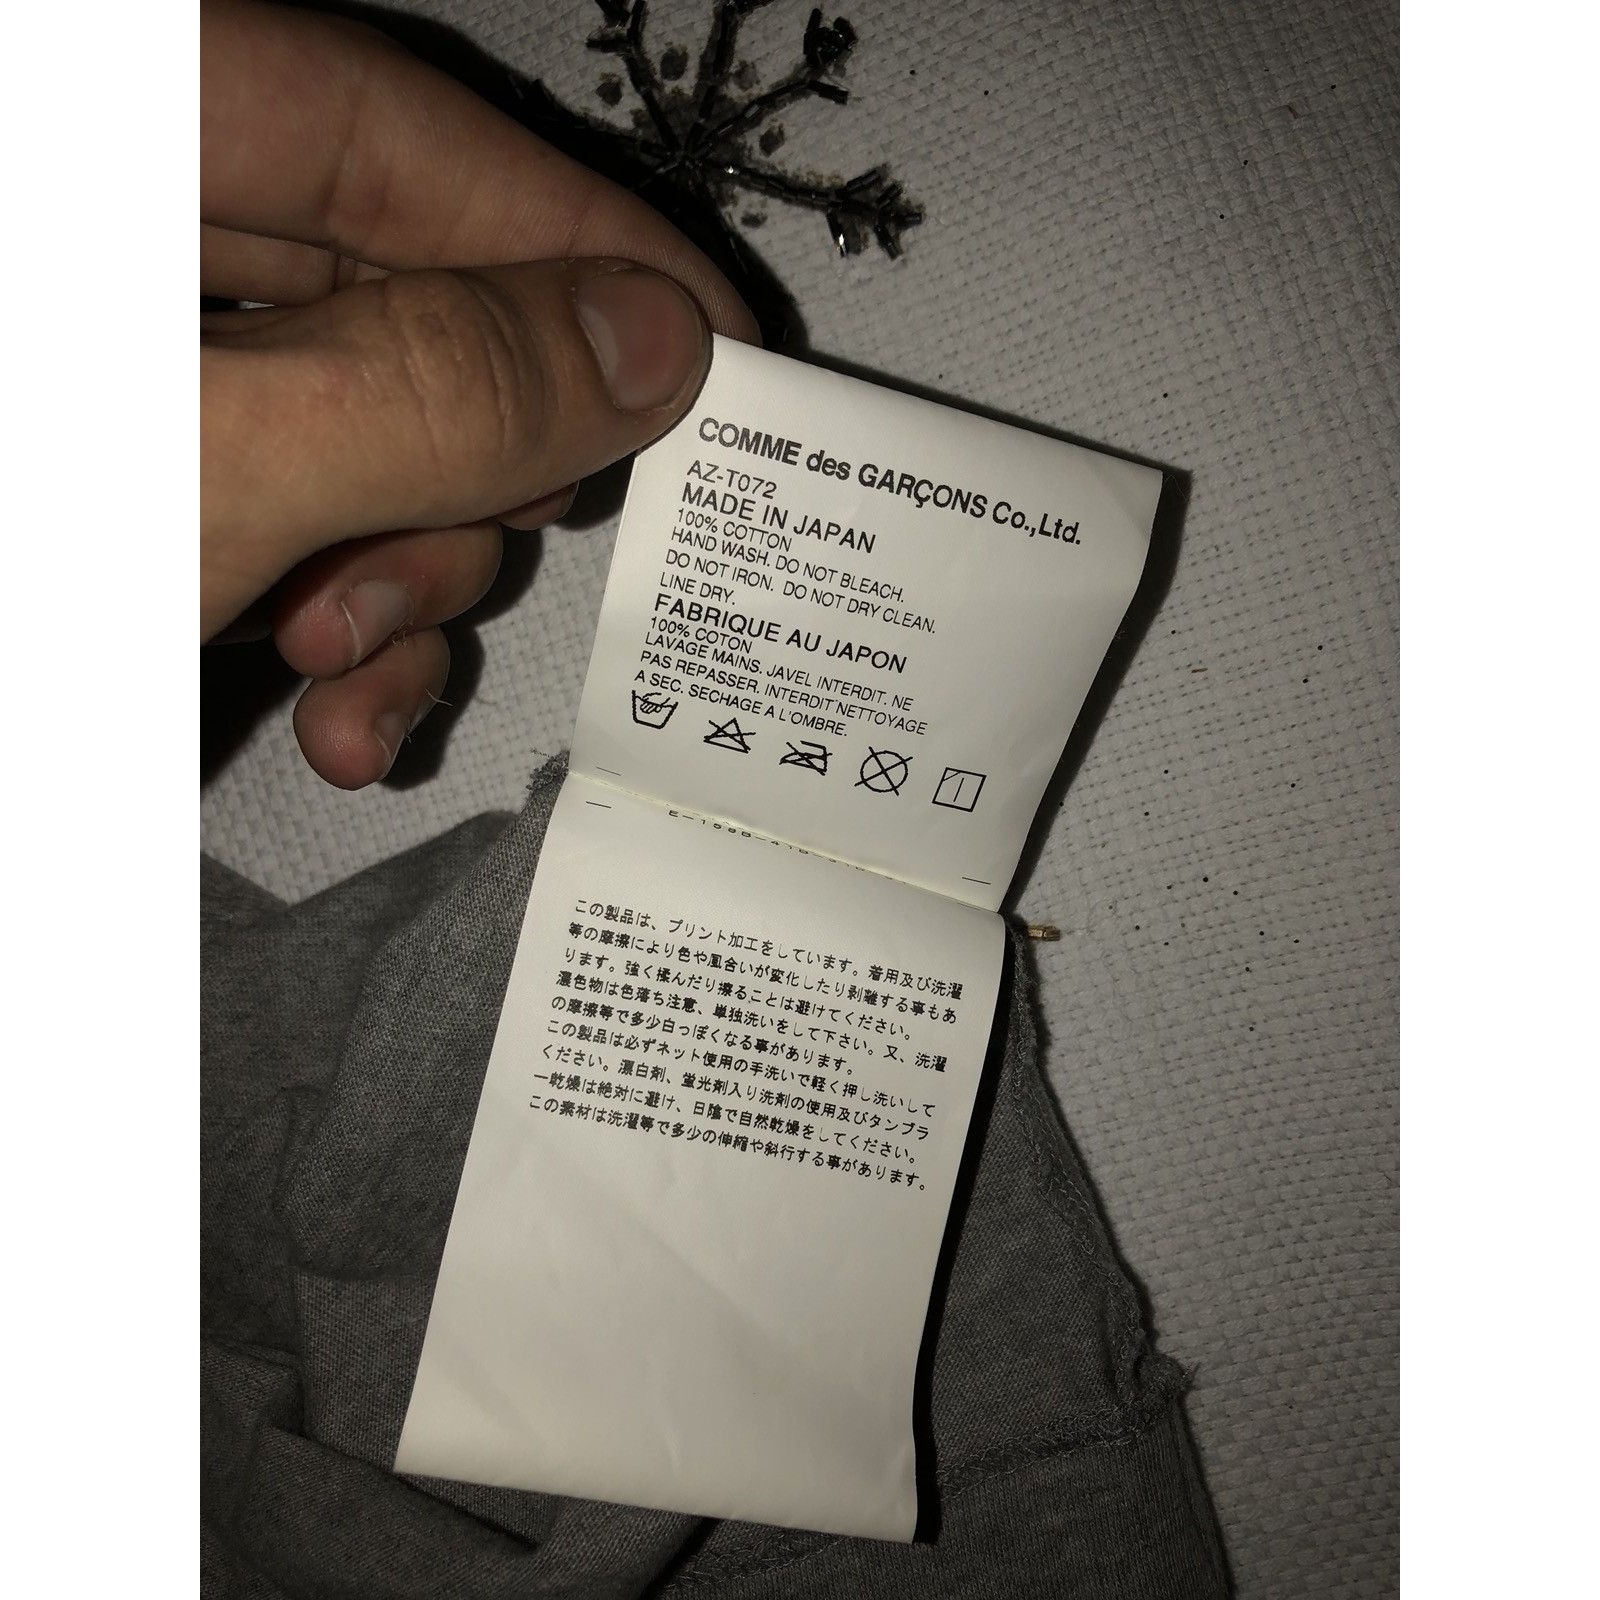 COMME des GARÇONS Co.,Ltd.
AZ-T072
MADE IN JAPAN
100% COTTON
HAND WASH. DO NOT BLEACH.
DO NOT IRON. DO NOT DRY CLEAN.
LINE DRY.
FABRIQUE AU JAPON
100% COTON
LAVAGE MAINS. JAVEL INTERDIT. NE
PAS REPASSER. INTERDIT NETTOYAGE
A SEC. SECHAGE A L'OMBRE.
この製品は、プリント加工をしています。着用及び洗濯
等の摩擦により色や風合いが変化したり剥離する事もあ
ります。強く揉んだり擦ることは避けてください。
濃色物は色落ち注意、単独洗いをして下さい。又、洗濯
の摩擦等で多少白っぽくなる事があります。
この製品は必ずネット使用の手洗いで軽く押し洗いして
ください。漂白剤、蛍光剤入り洗剤の使用及びタンブラ
ー乾燥は絶対に避け、日陰で自然乾燥をしてください。
この素材は洗濯等で多少の伸縮や斜行する事があります。